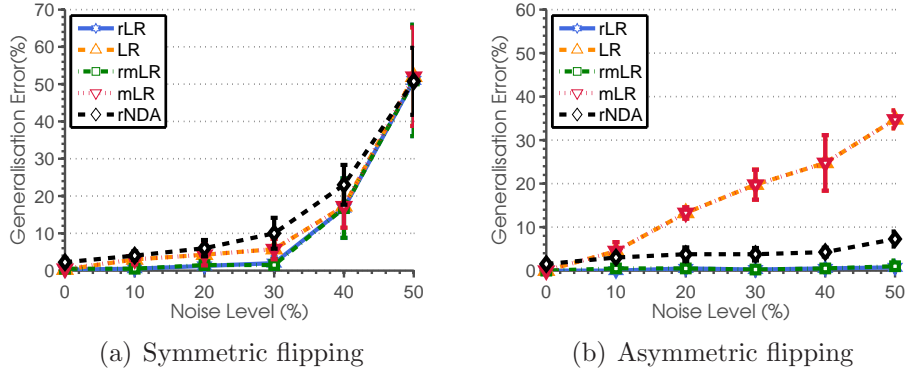 70
60
50
40
30
20
10
0
Generalisation Error(%)
rLR
LR
rmLR
mLR
rNDA
0 10 20 30 40 50
Noise Level (%)
(a) Symmetric flipping
60
50
40
30
20
10
0
Generalisation Error(%)
rLR
LR
rmLR
mLR
rNDA
0 10 20 30 40 50
Noise Level (%)
(b) Asymmetric flipping